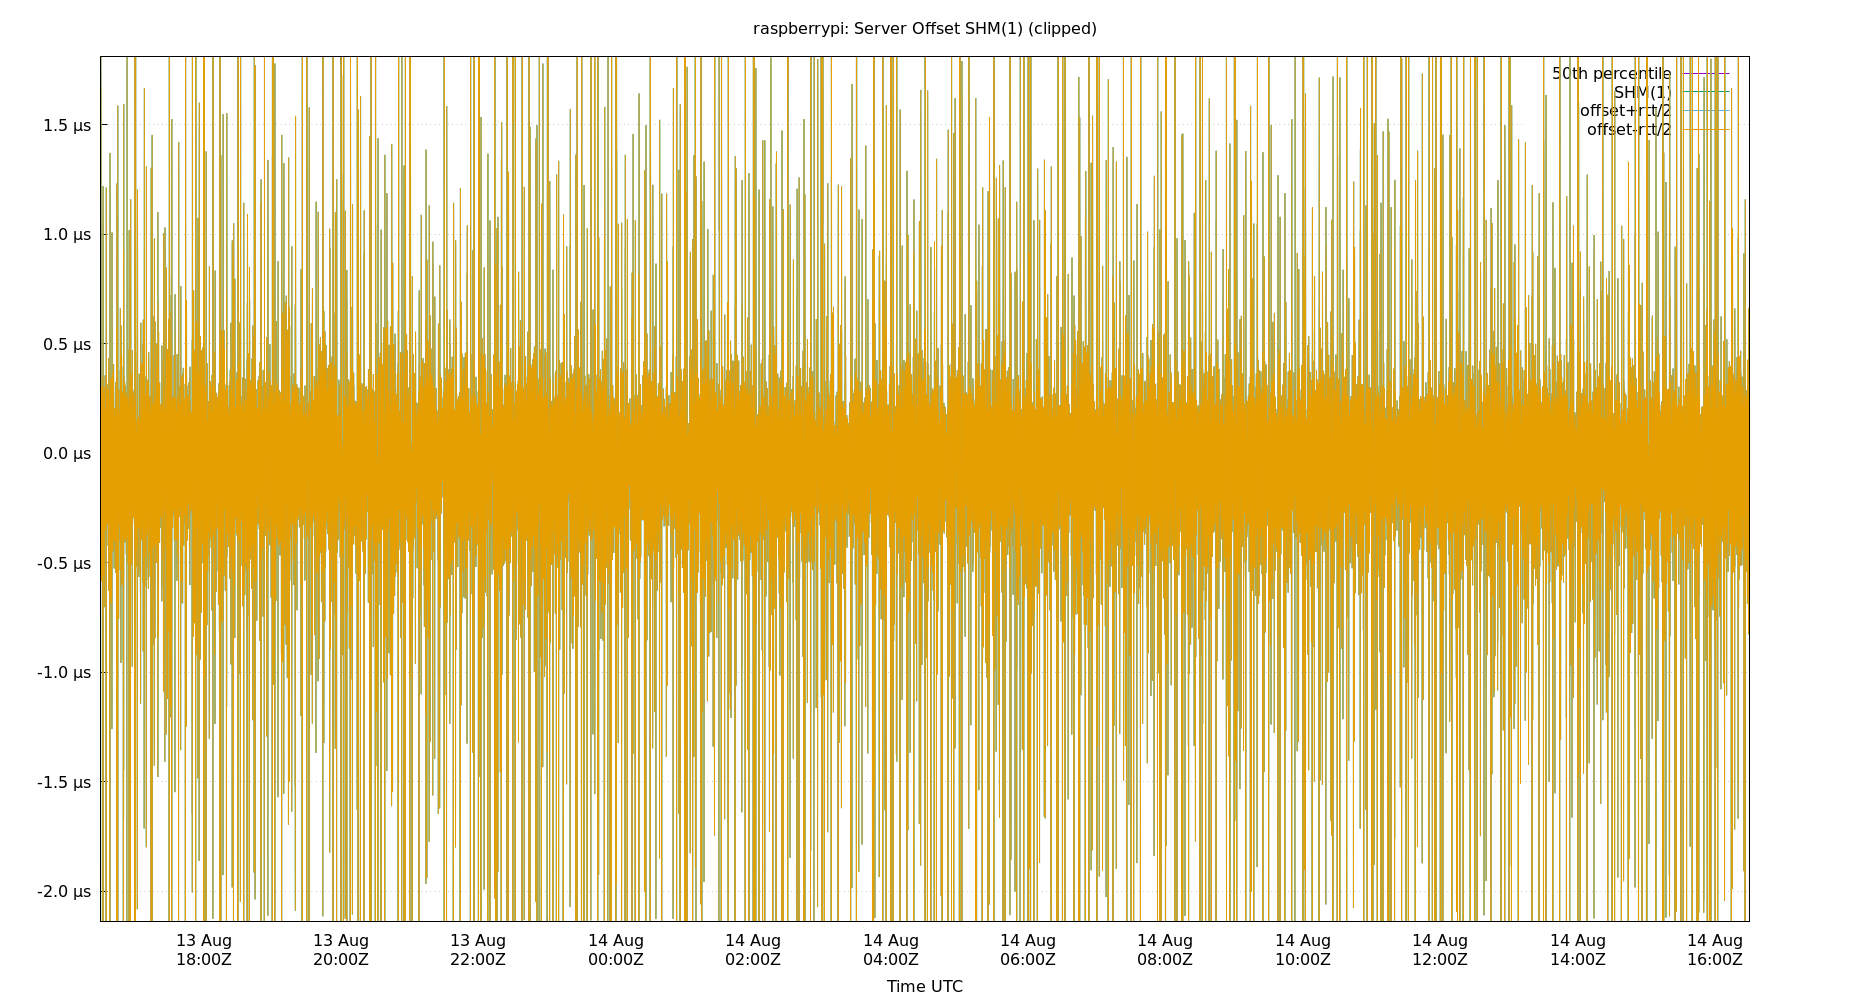 raspberrypi: Server Offset SHM(1) (clipped)
50th percentile
SHM(1)
offset+rtt/2
offset-rtt/2
1.5 µs
1.0 µs
0.5 µs
0.0 µs
-0.5 µs
-1.0 µs
-1.5 µs
-2.0 µs
13 Aug 13 Aug 13 Aug 14 Aug 14 Aug 14 Aug 14 Aug 14 Aug 14 Aug 14 Aug 14 Aug 14 Aug
18:00Z 20:00Z 22:00Z 00:00Z 02:00Z 04:00Z 06:00Z 08:00Z 10:00Z 12:00Z 14:00Z 16:00Z
Time UTC